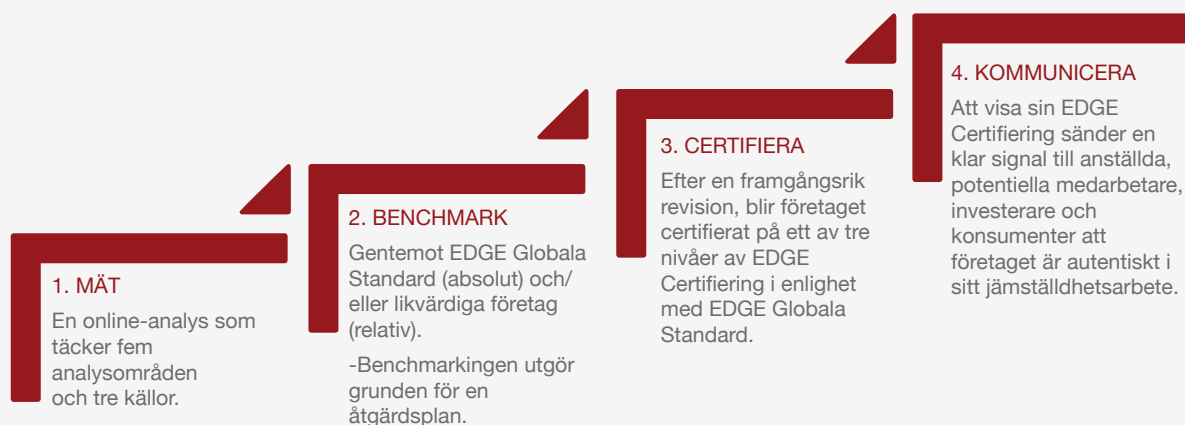 1. MÄT
En online-analys som
täcker fem
analysområden
och tre källor.
2. BENCHMARK
Gentemot EDGE Globala
Standard (absolut) och/
eller likvärdiga företag
(relativ).
-Benchmarkingen utgör
grunden för en
åtgärdsplan.
3. CERTIFIERA
Efter en framgångsrik
revision, blir företaget
certifierat på ett av tre
nivåer av EDGE
Certifiering i enlighet
med EDGE Globala
Standard.
4. KOMMUNICERA
Att visa sin EDGE
Certifiering sänder en
klar signal till anställda,
potentiella medarbetare,
investerare och
konsumenter att
företaget är autentiskt i
sitt jämställdhetsarbete.